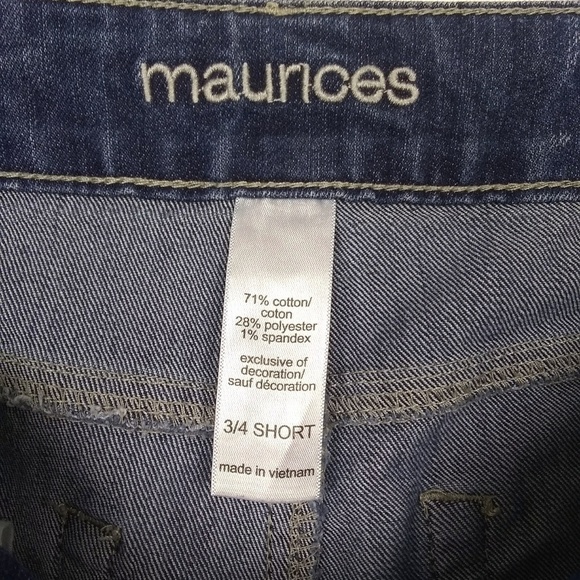 maurices
71% cotton/
coton
28% polyester
1% spandex
exclusive of
decoration/
sauf décoration
3/4 SHORT
made in vietnam